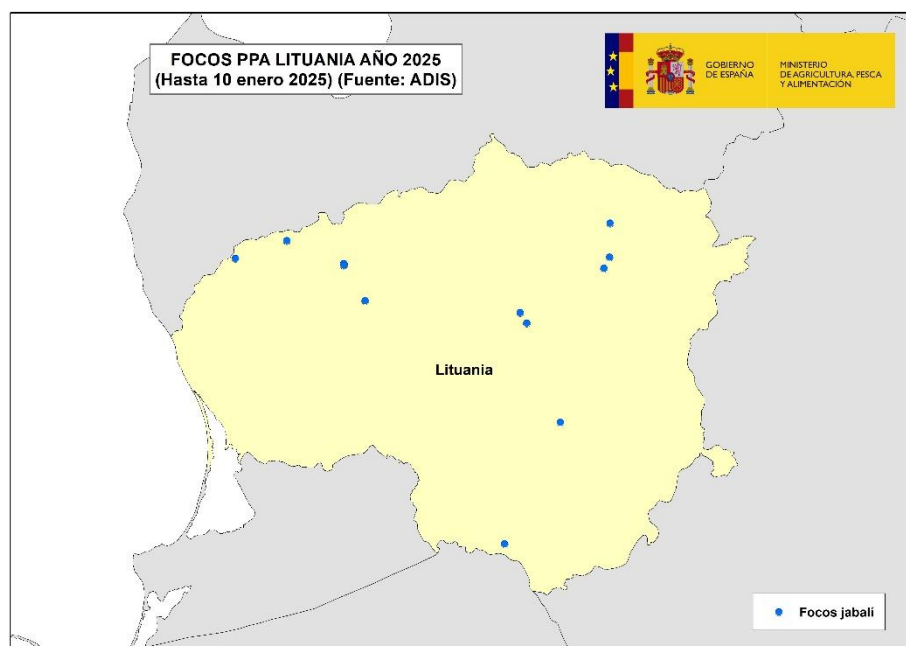 FOCOS PPA LITUANIA AÑO 2025
(Hasta 10 enero 2025) (Fuente: ADIS)
GOBIERNO
DE ESPAÑA
MINISTERIO
DE AGRICULTURA, PESCA
Y ALIMENTACIÓN
Lituania
Focos jabalí